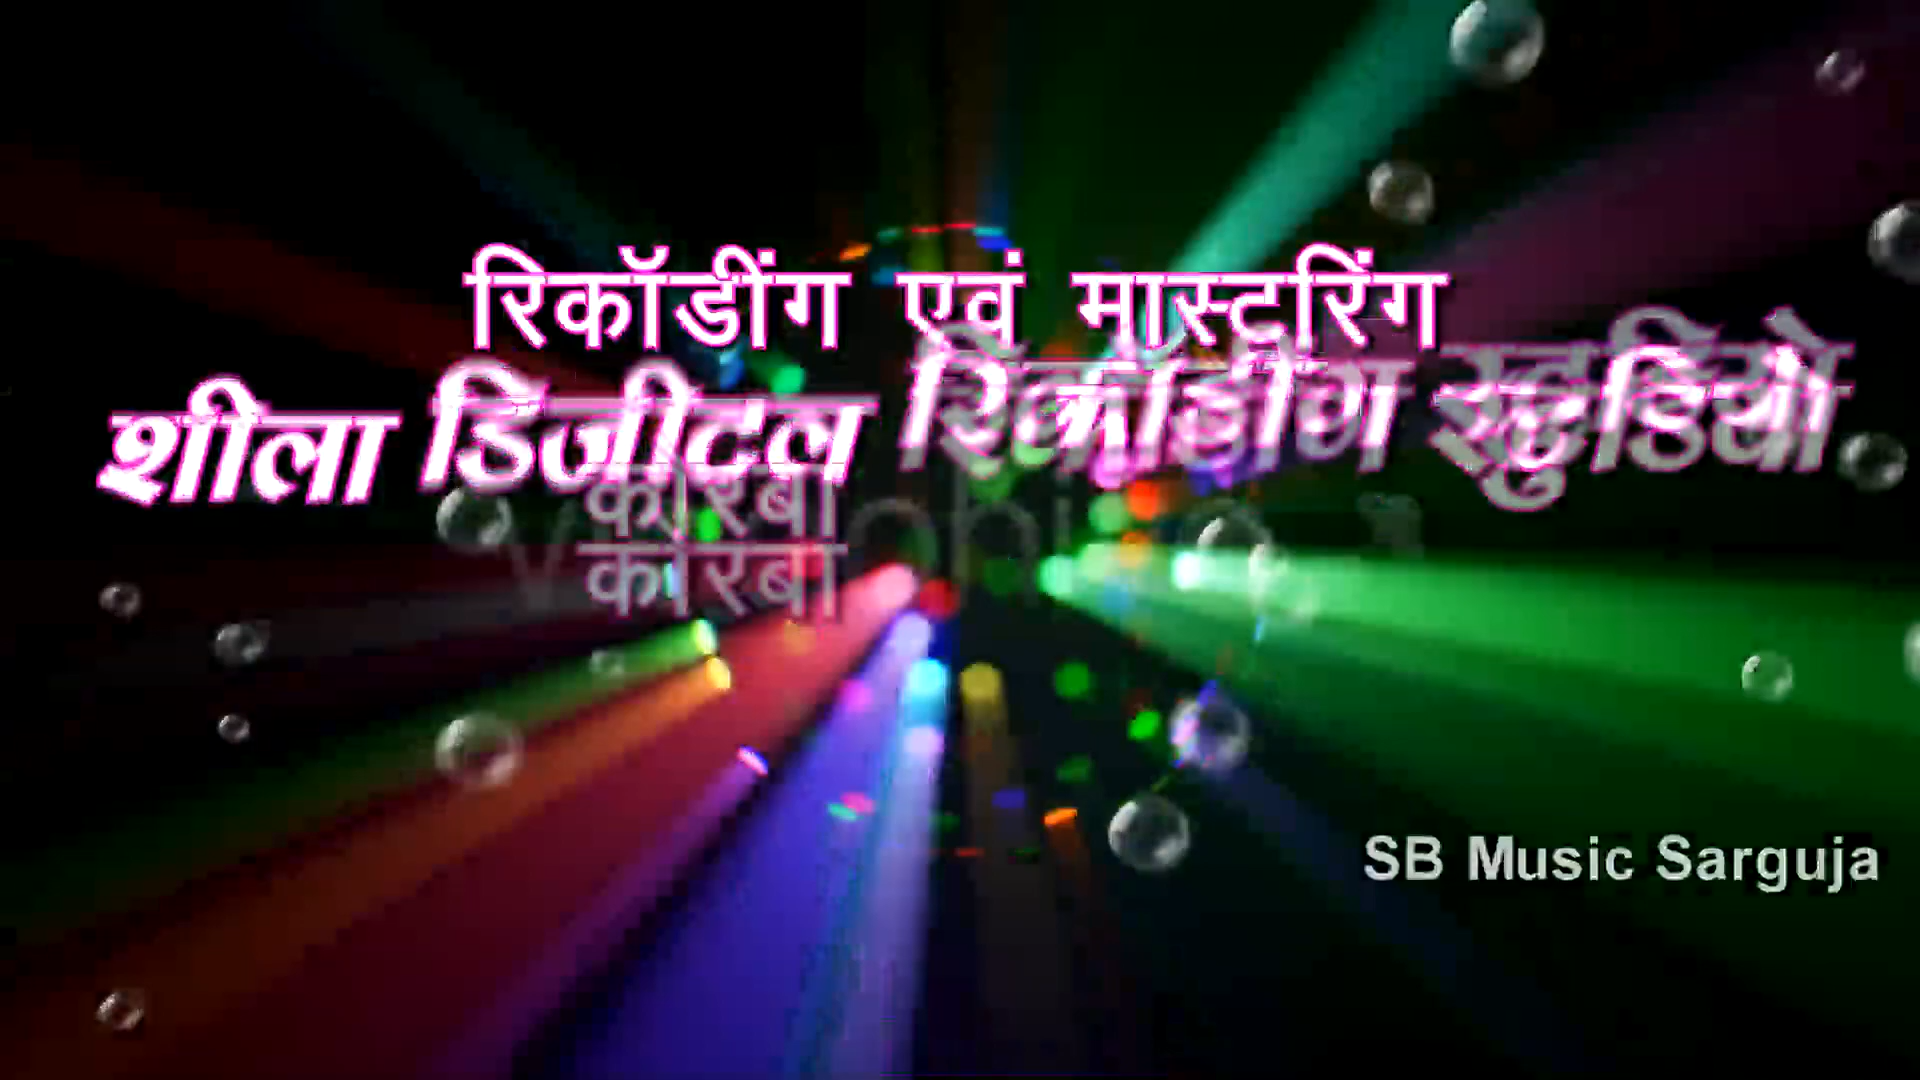 रिकॉडींग एवं मास्टरिंग
शीला डिजीटल रिकॉडींग स्टुडियो
कोरबा
कोरबा
SB Music Sarguja